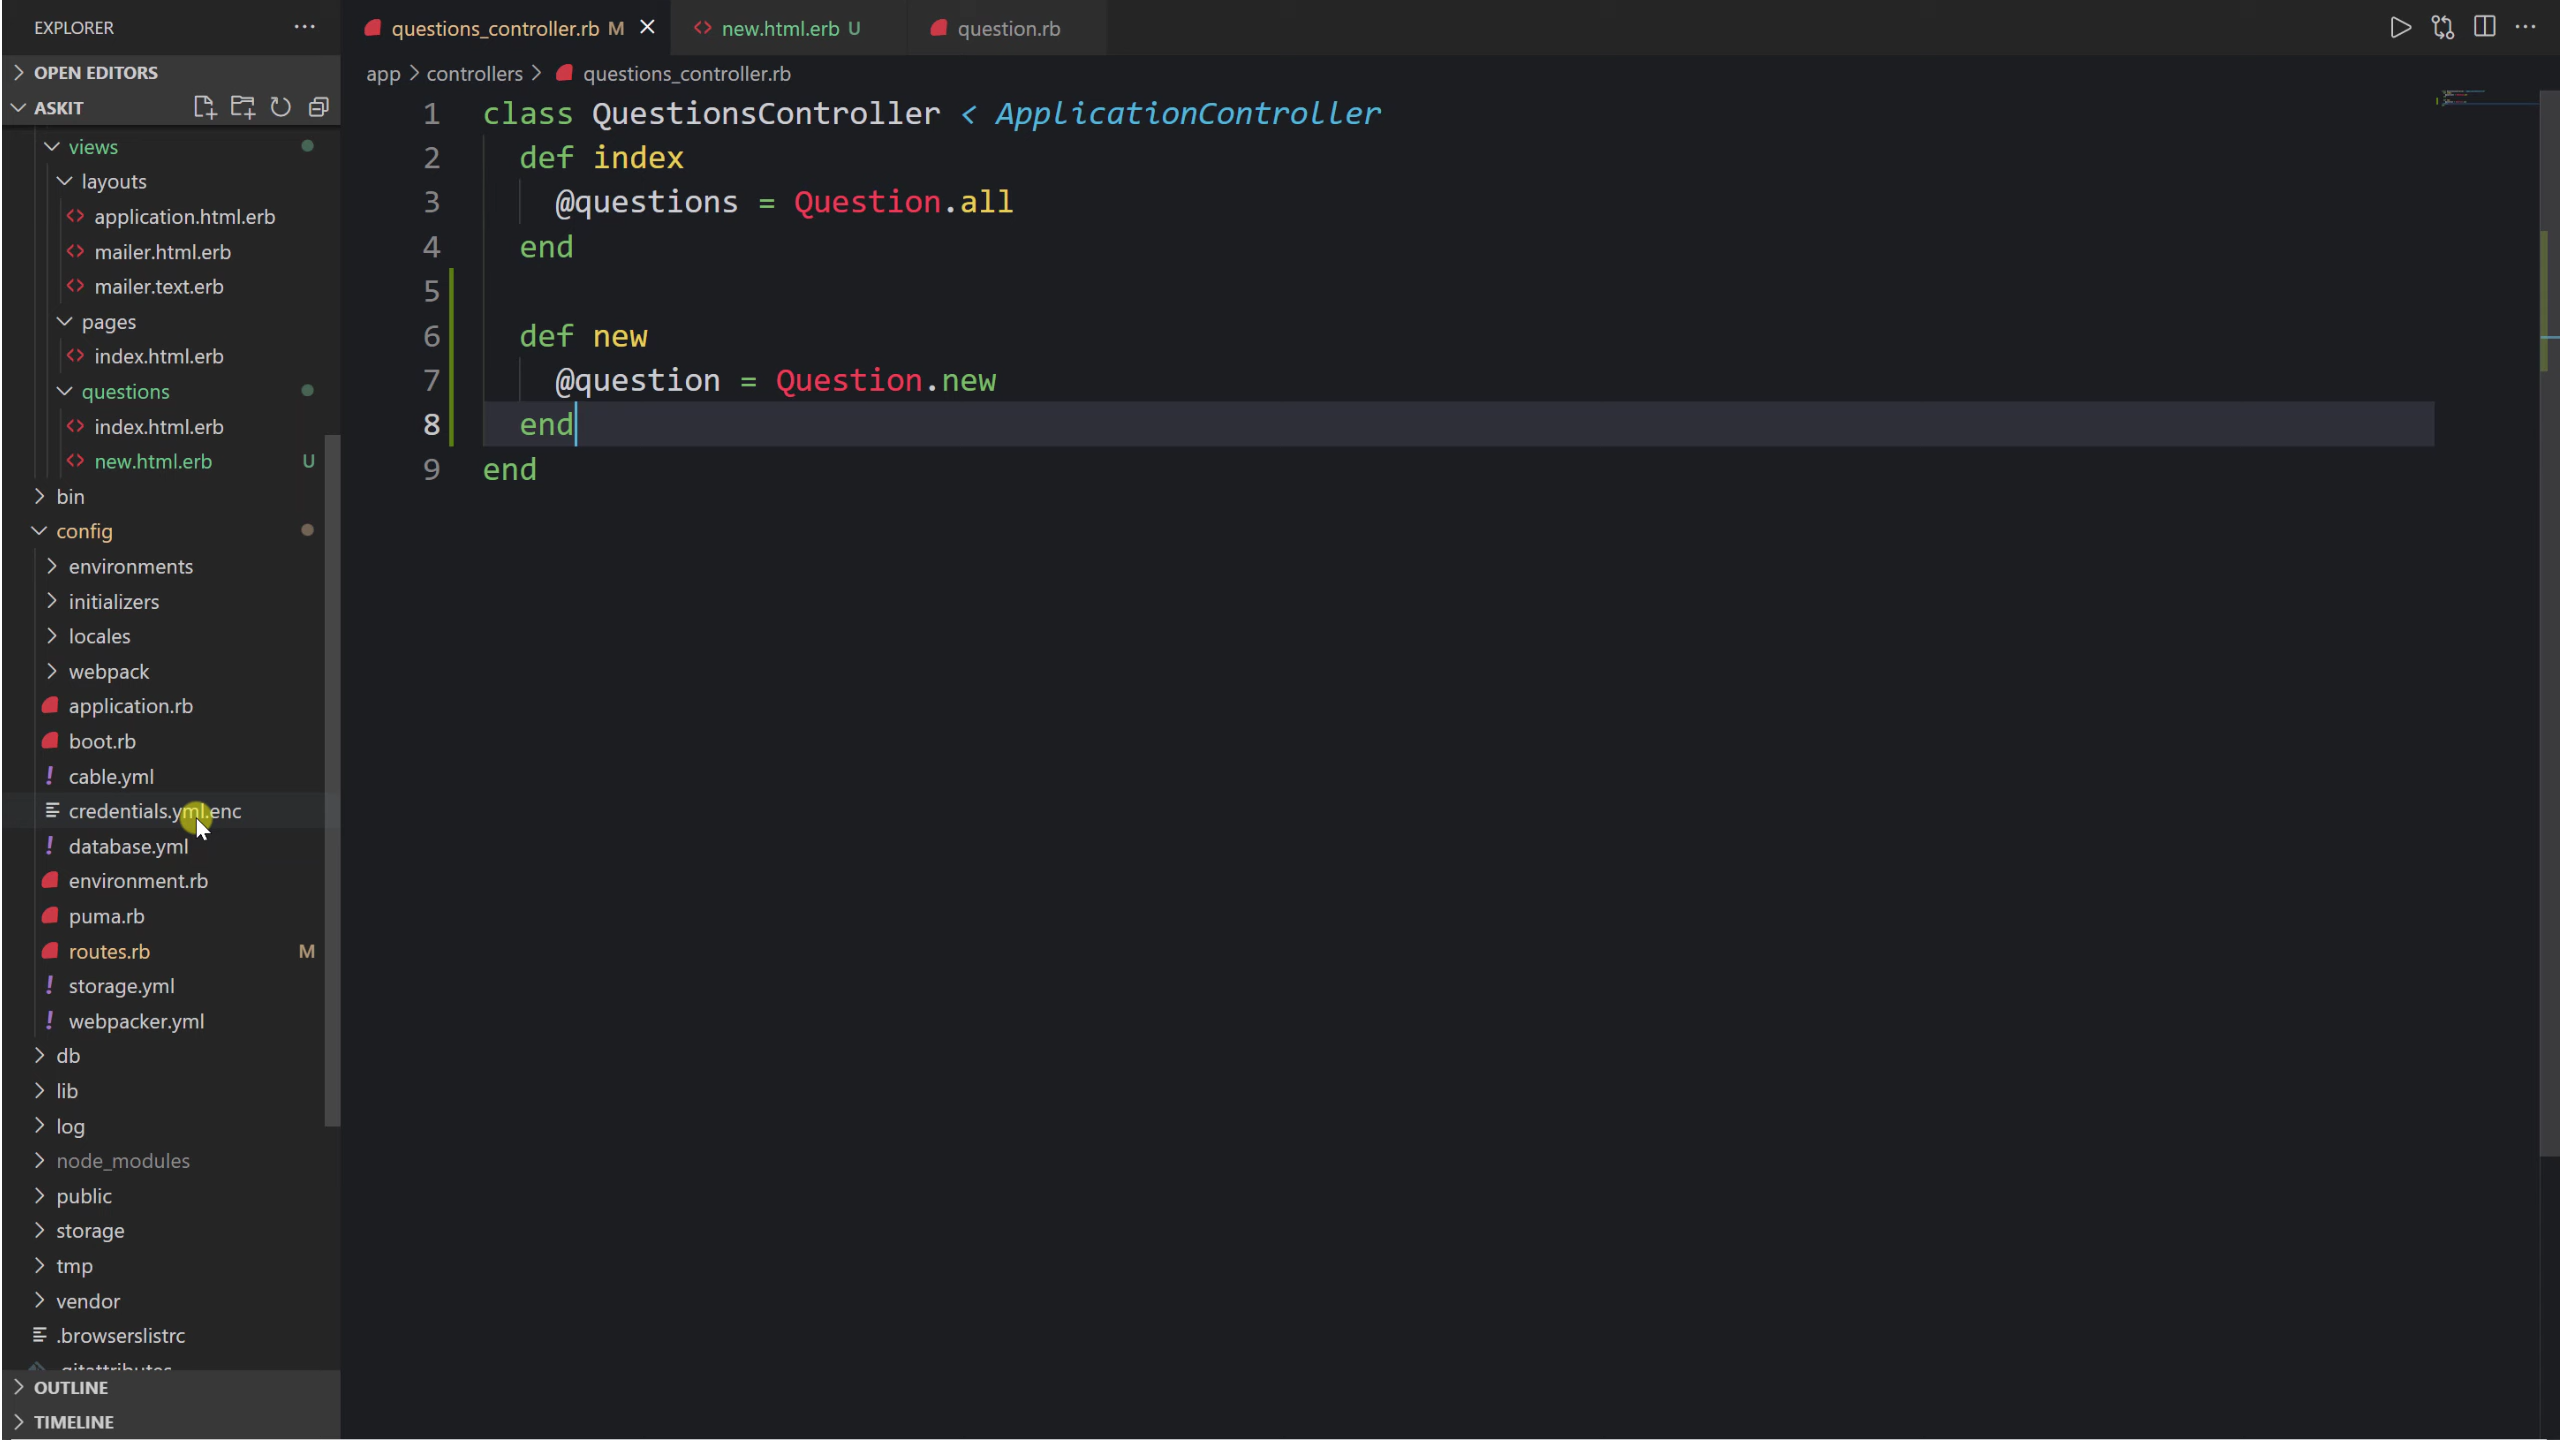 EXPLORER
OPEN EDITORS
ASKIT
views
layouts
application.html.erb
mailer.html.erb
mailer.text.erb
pages
index.html.erb
questions
index.html.erb
new.html.erb U
bin
config
environments
initializers
locales
webpack
application.rb
boot.rb
cable.yml
credentials.yml.enc
database.yml
environment.rb
puma.rb
routes.rb M
storage.yml
webpacker.yml
db
lib
log
node_modules
public
storage
tmp
vendor
.browserslistrc
.gitattributes
OUTLINE
TIMELINE
questions_controller.rb M new.html.erb U question.rb
app > controllers > questions_controller.rb
1 class QuestionsController < ApplicationController
2 def index
3 @questions = Question.all
4 end
5
6 def new
7 @question = Question.new
8 end
9 end